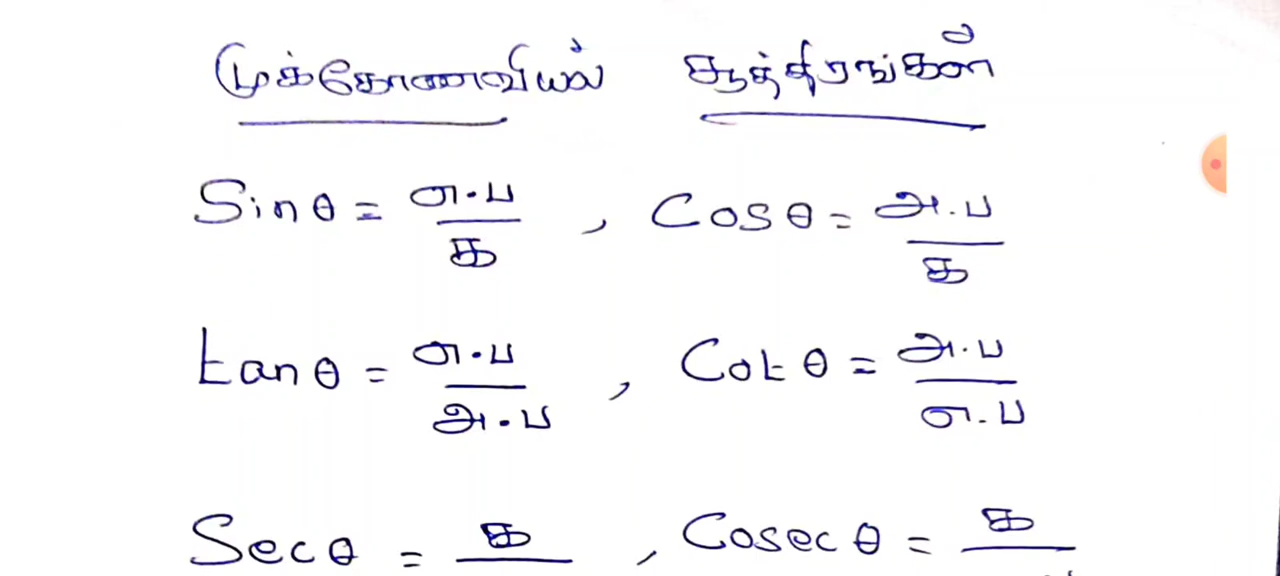 முக்கோணவியல் சூத்திரங்கள்
Sinθ = எ.ப / க , Cosθ = அ.ப / க
tanθ = எ.ப / அ.ப , Cotθ = அ.ப / எ.ப
Secθ = க / , Cosecθ = க /